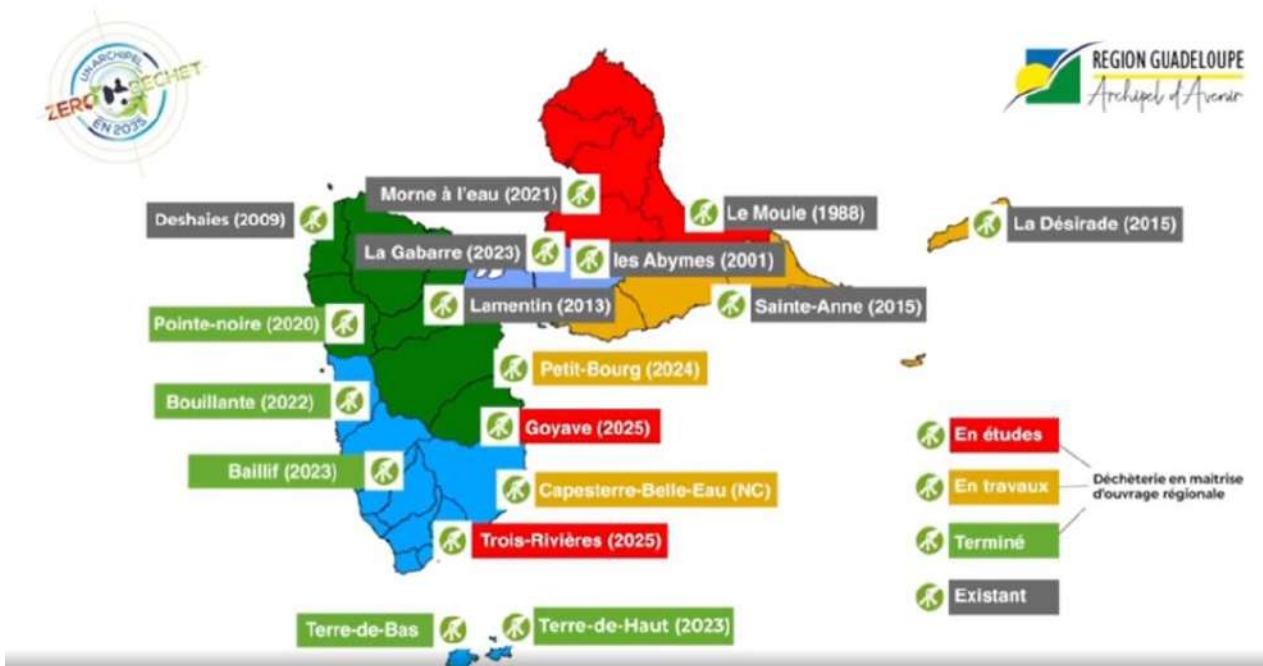 UN ARCHIPEL
ZERO DECHET
EN 2035
REGION GUADELOUPE
Archipel d'Avenir
Morne à l'eau (2021)
Deshaies (2009)
Le Moule (1988)
La Désirade (2015)
La Gabarre (2023)
les Abymes (2001)
Lamentin (2013)
Sainte-Anne (2015)
Pointe-noire (2020)
Petit-Bourg (2024)
Bouillante (2022)
Goyave (2025)
Baillif (2023)
Capesterre-Belle-Eau (NC)
Trois-Rivières (2025)
Terre-de-Bas
Terre-de-Haut (2023)
En études
En travaux
Déchèterie en maitrise
d'ouvrage régionale
Terminé
Existant